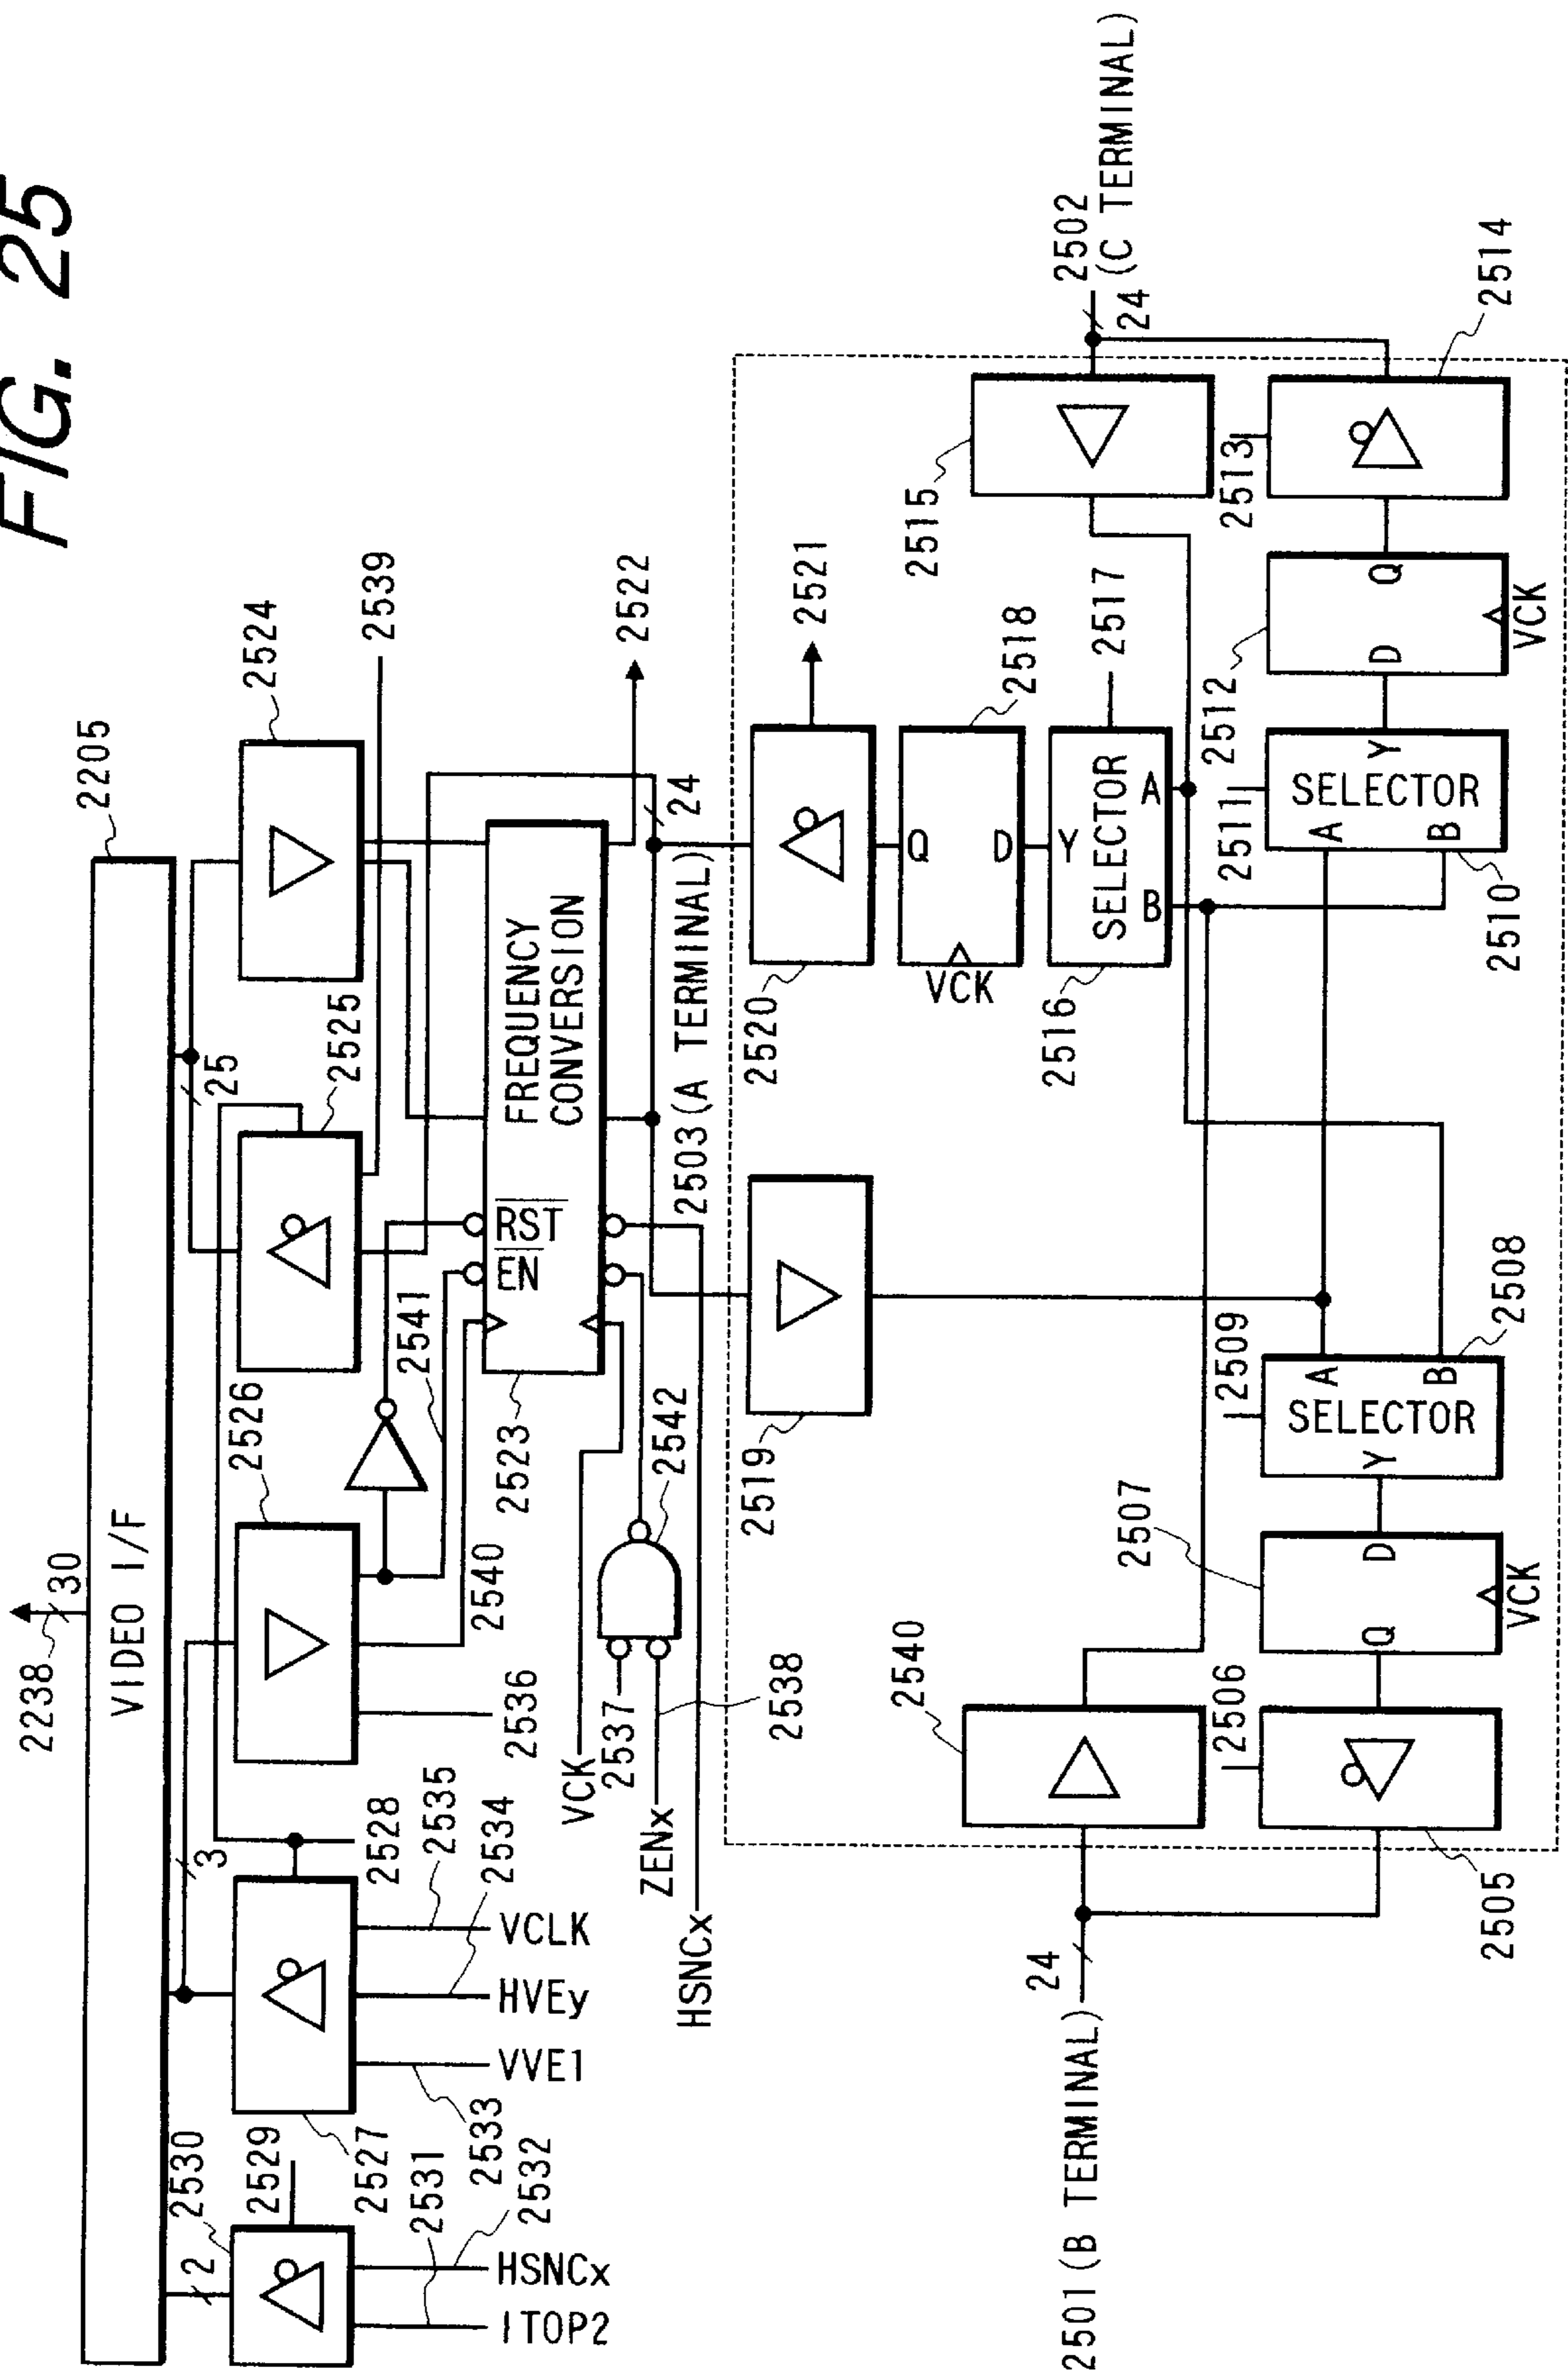 FIG. 25
2238
30
VIDEO I/F
2205
2
2530
2529
2531
HSNCx
2532
ITOP2
2527
2533
VVE1
HVEy
2534
VCLK
2535
2528
3
2526
2536
2540
2541
2525
25
2524
2539
FREQUENCY
CONVERSION
RST
EN
2523
2522
VCK
2537
ZENx
2538
2542
HSNCx
2503 (A TERMINAL)
24
2519
2520
2521
Q
D
VCK
2518
2516
SELECTOR
Y
A
B
2517
2515
2502
(C TERMINAL)
24
2501 (B TERMINAL)
24
2540
2505
2506
2507
Q
D
VCK
2508
SELECTOR
Y
A
B
2509
2510
SELECTOR
A
B
Y
2511
2512
D
Q
VCK
2513
2514